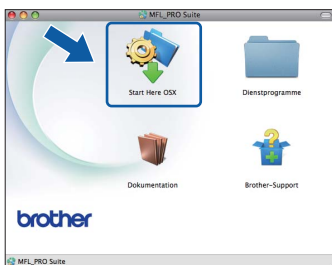 MFL_PRO Suite
Start Here OSX
Dienstprogramme
Dokumentation
Brother-Support
brother
MFL_PRO Suite